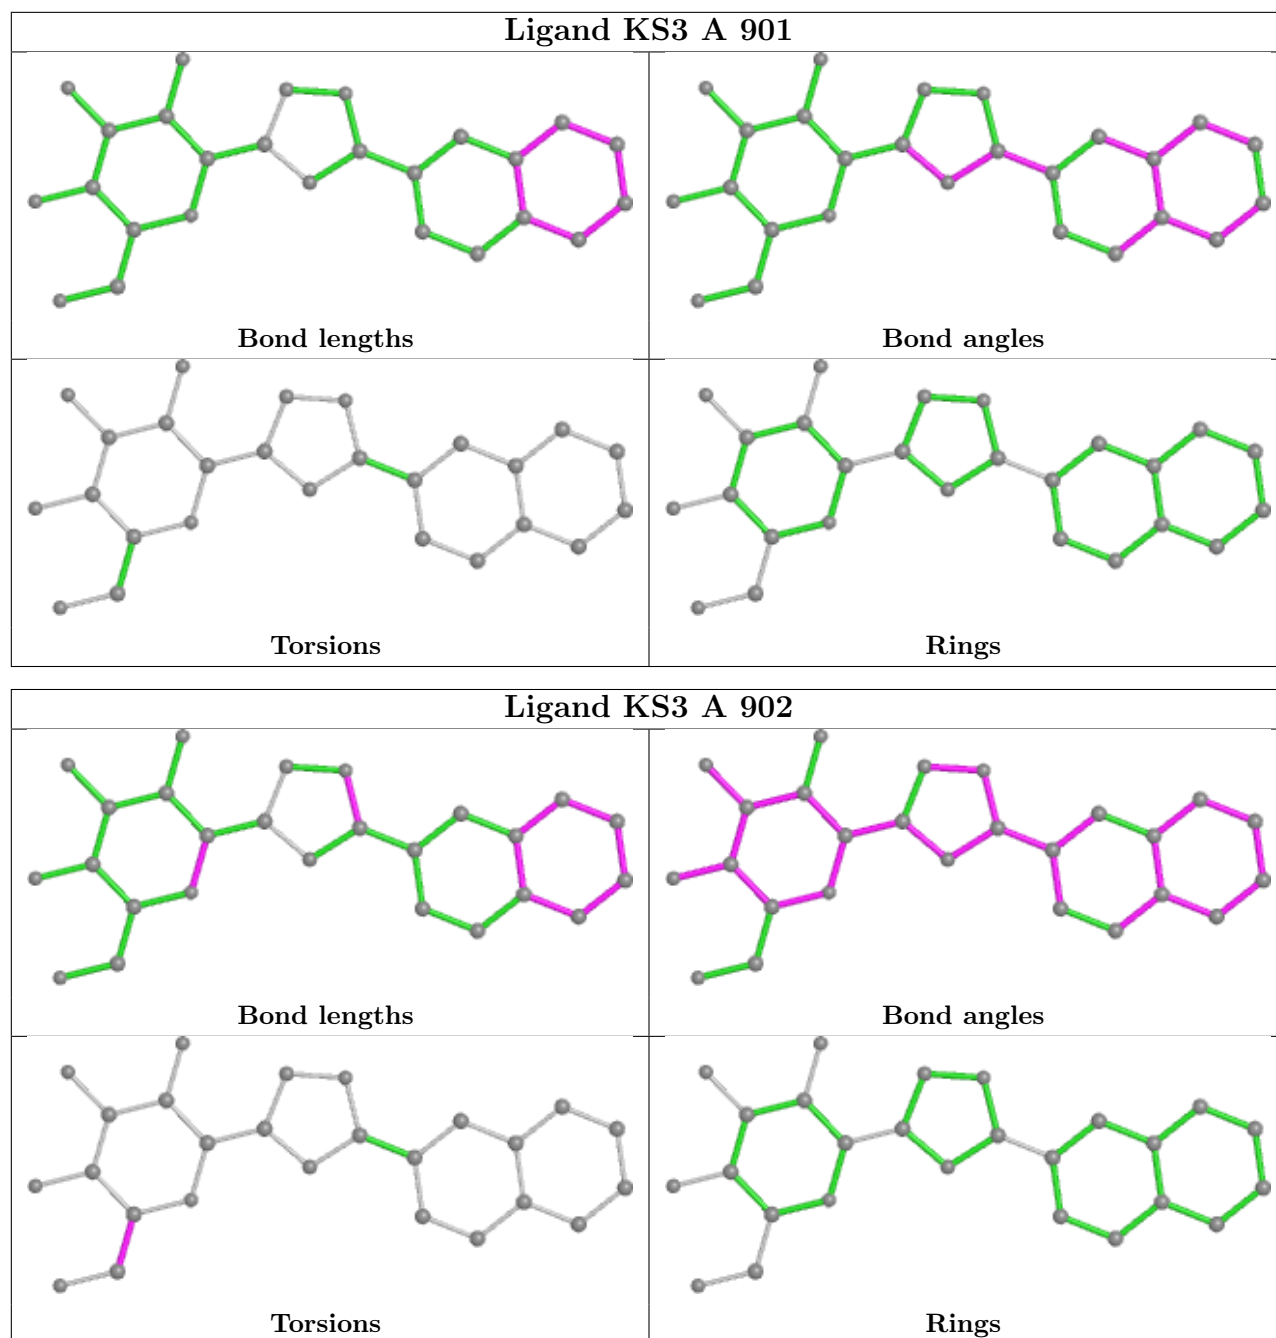 Ligand KS3 A 901
Bond lengths
Bond angles
Torsions
Rings
Ligand KS3 A 902
Bond lengths
Bond angles
Torsions
Rings